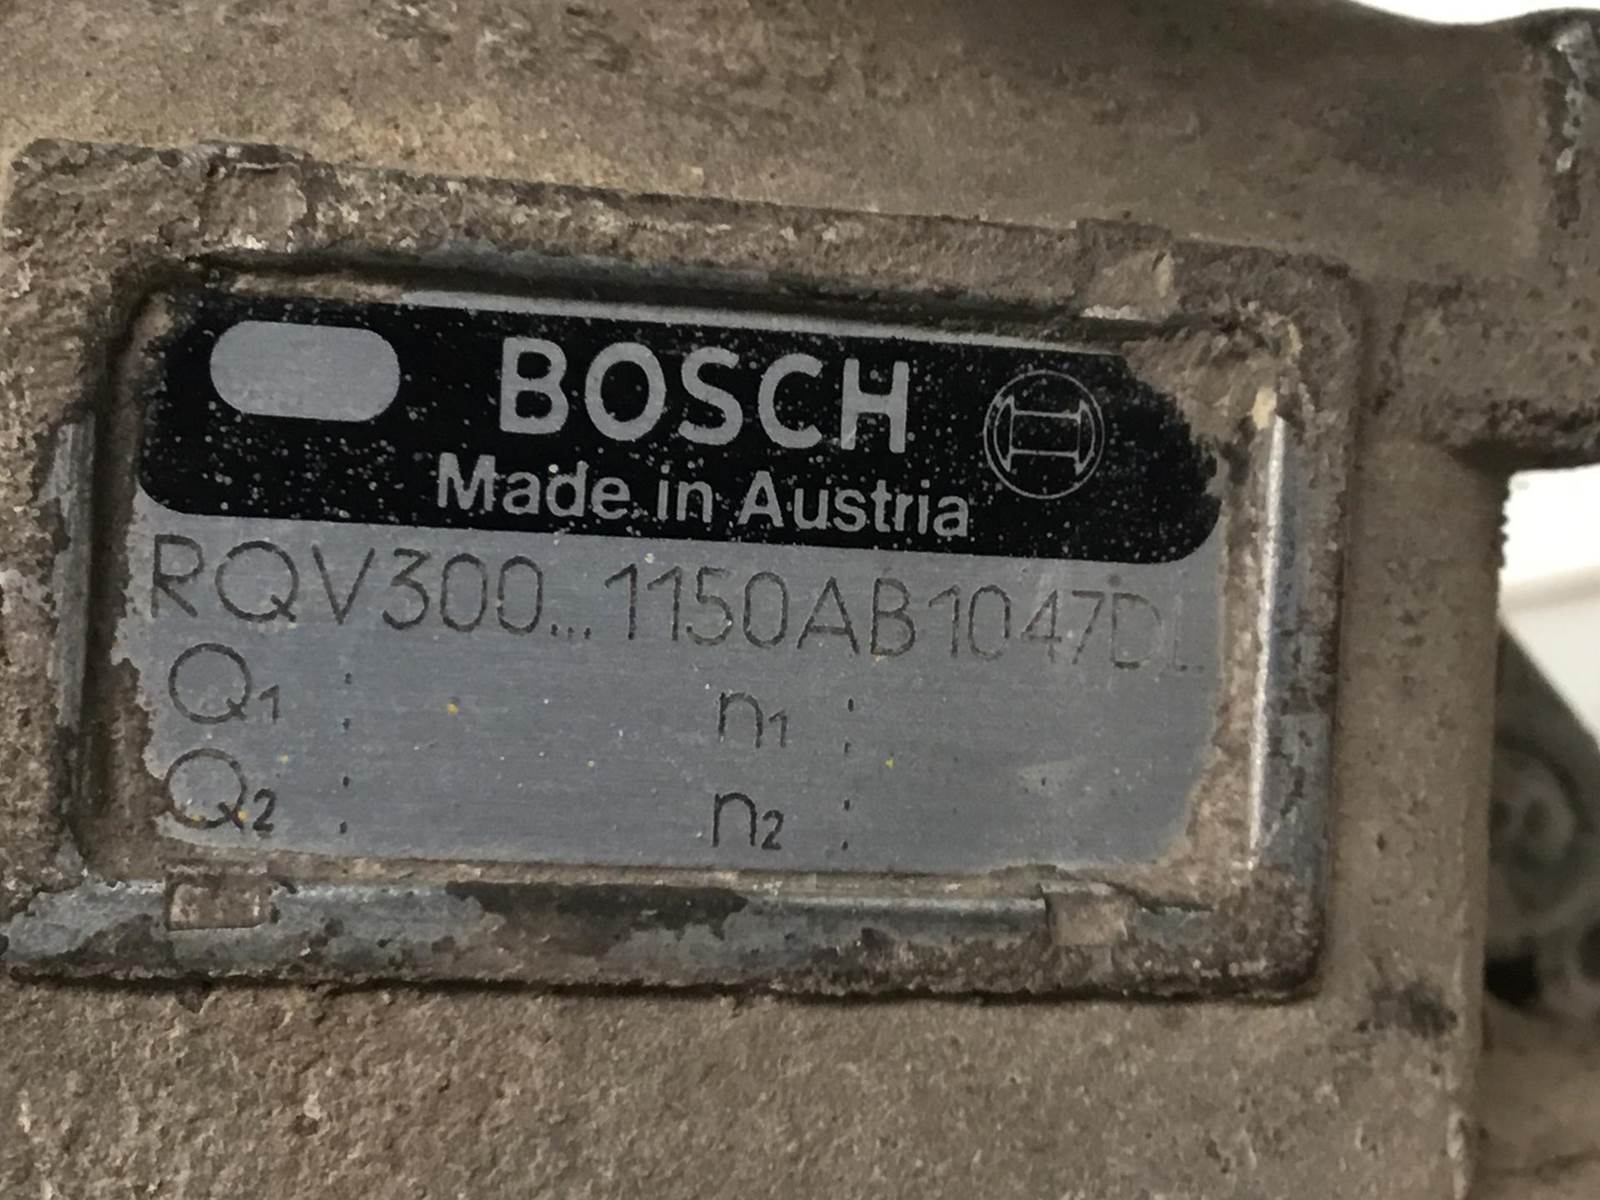 BOSCH
Made in Austria
RQV300...1150AB1047DL
Q1 : n1 :
Q2 : n2 :